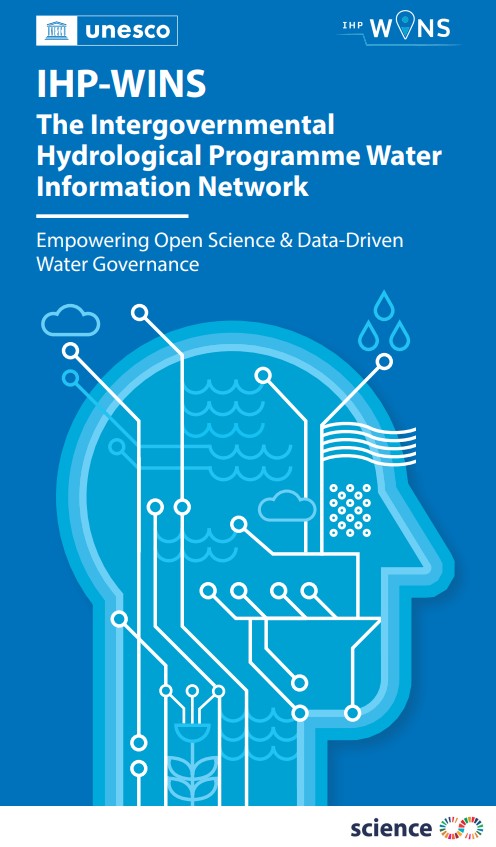 unesco
IHP WINS
IHP-WINS
The Intergovernmental
Hydrological Programme Water
Information Network
Empowering Open Science & Data-Driven
Water Governance
science